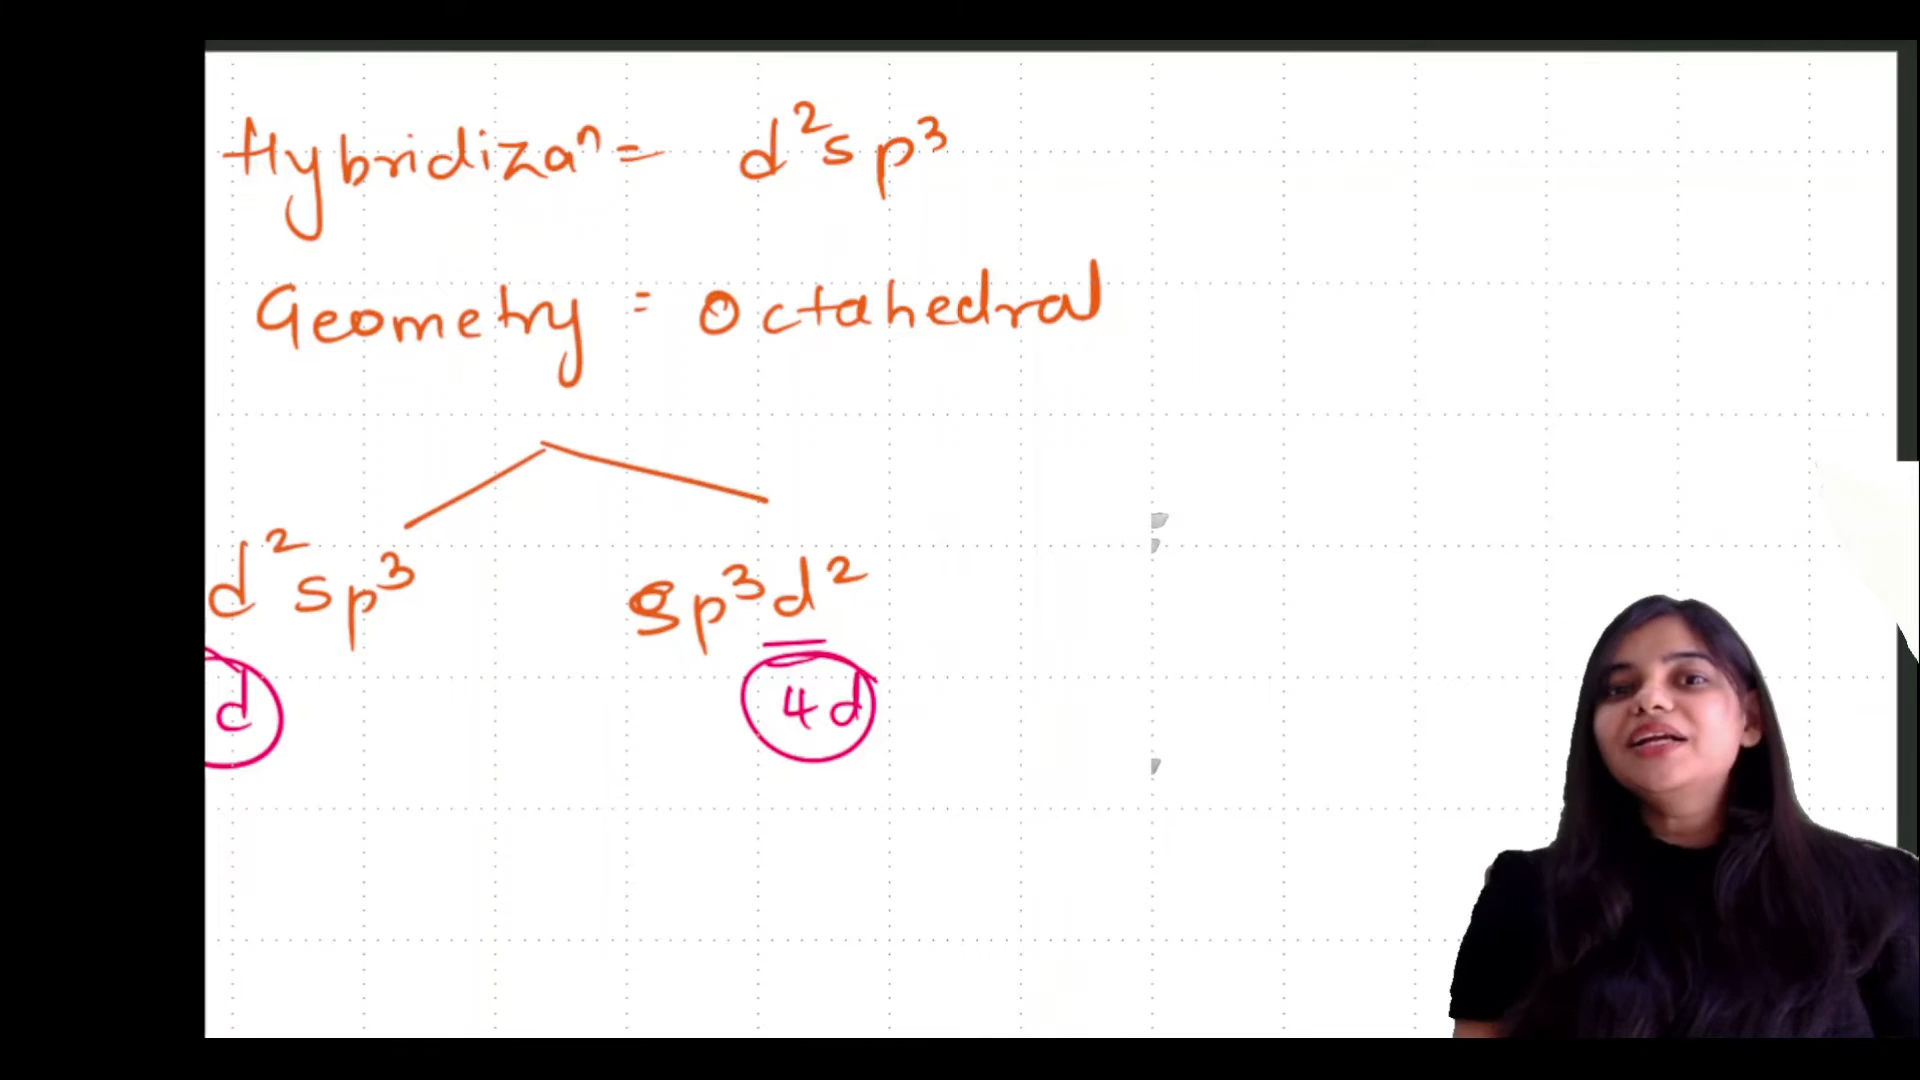 Hybridizaⁿ = d²sp³
Geometry = Octahedral
d²sp³ sp³d²
d 4d